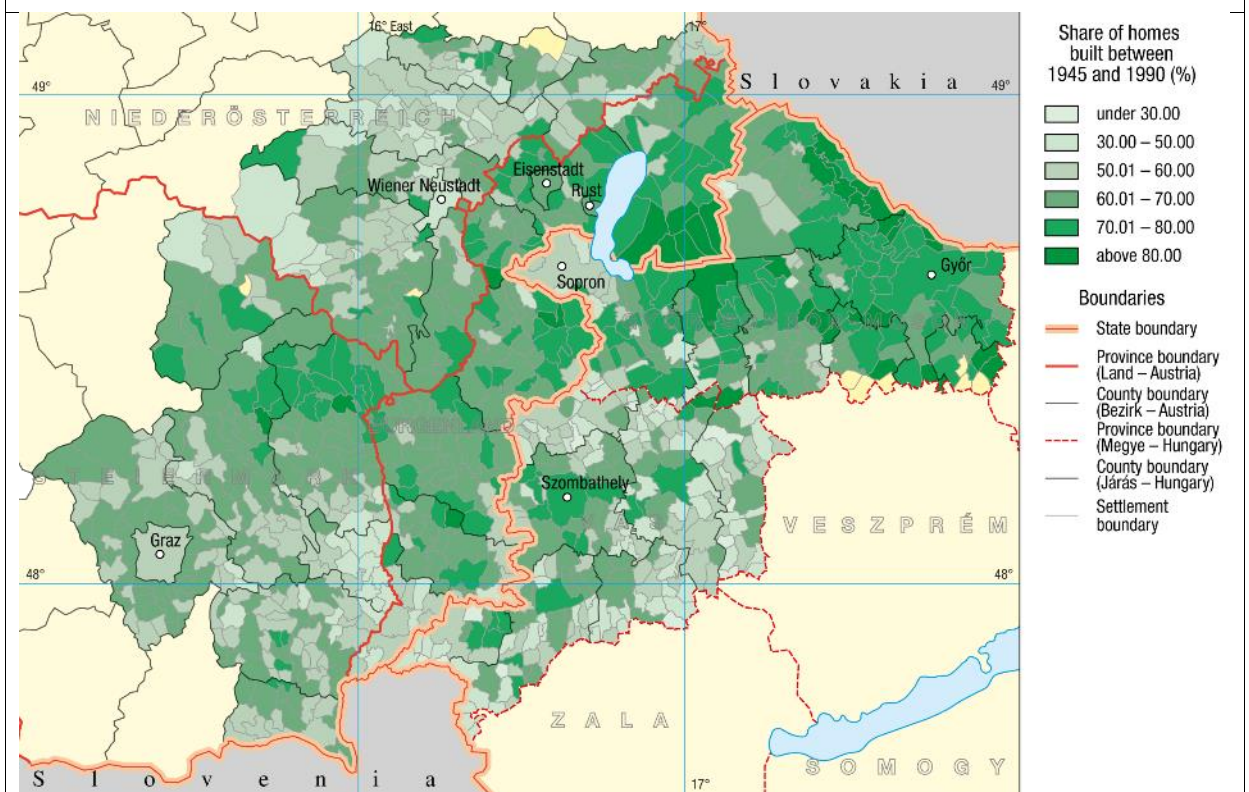 16° East
17°
Share of homes
built between
1945 and 1990 (%)
49°
Slovakia
49°
under 30.00
30.00 – 50.00
50.01 – 60.00
60.01 – 70.00
70.01 – 80.00
above 80.00
NIEDERÖSTERREICH
Eisenstadt
Wiener Neustadt
Rust
Sopron
Győr
Boundaries
State boundary
Province boundary
(Land – Austria)
County boundary
(Bezirk – Austria)
Province boundary
(Megye – Hungary)
County boundary
(Járás – Hungary)
Settlement
boundary
STEIERMARK
Szombathely
VAS
VESZPRÉM
Graz
48°
48°
ZALA
SOMOGY
Slovenia
17°